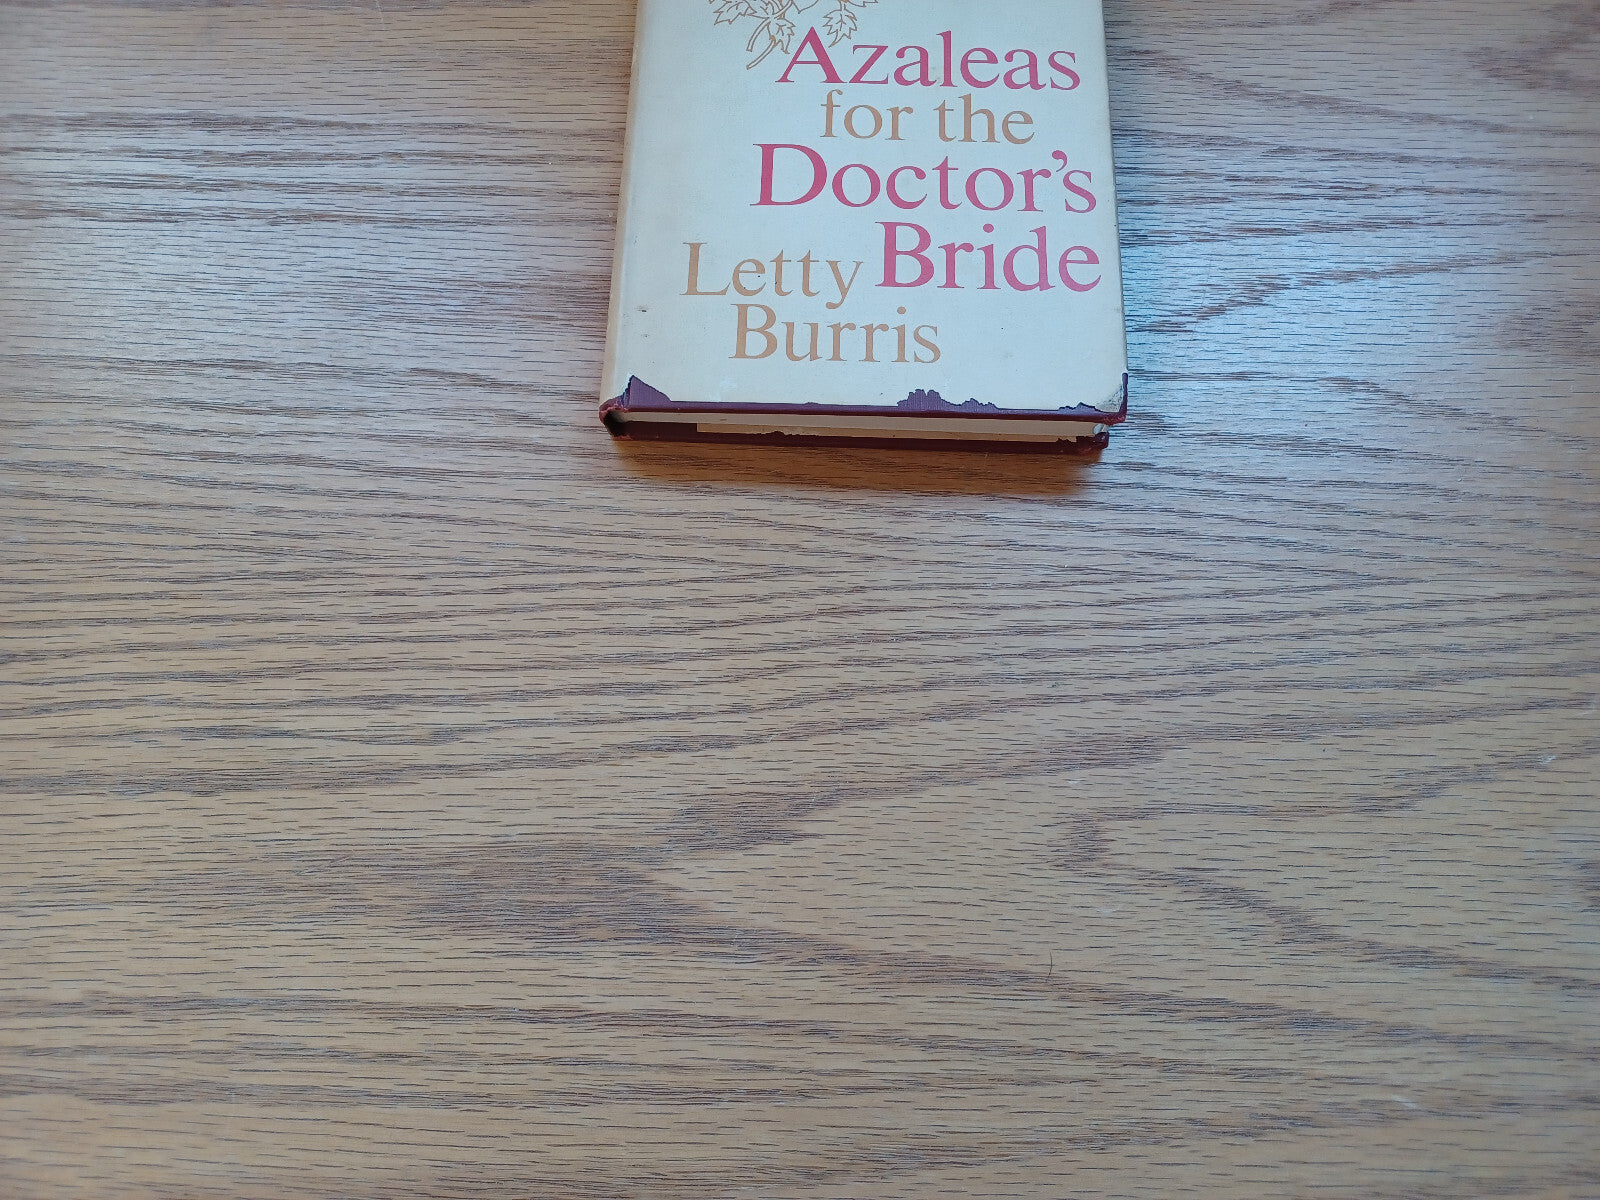 Azaleas
for the
Doctor's
Bride
Letty
Burris